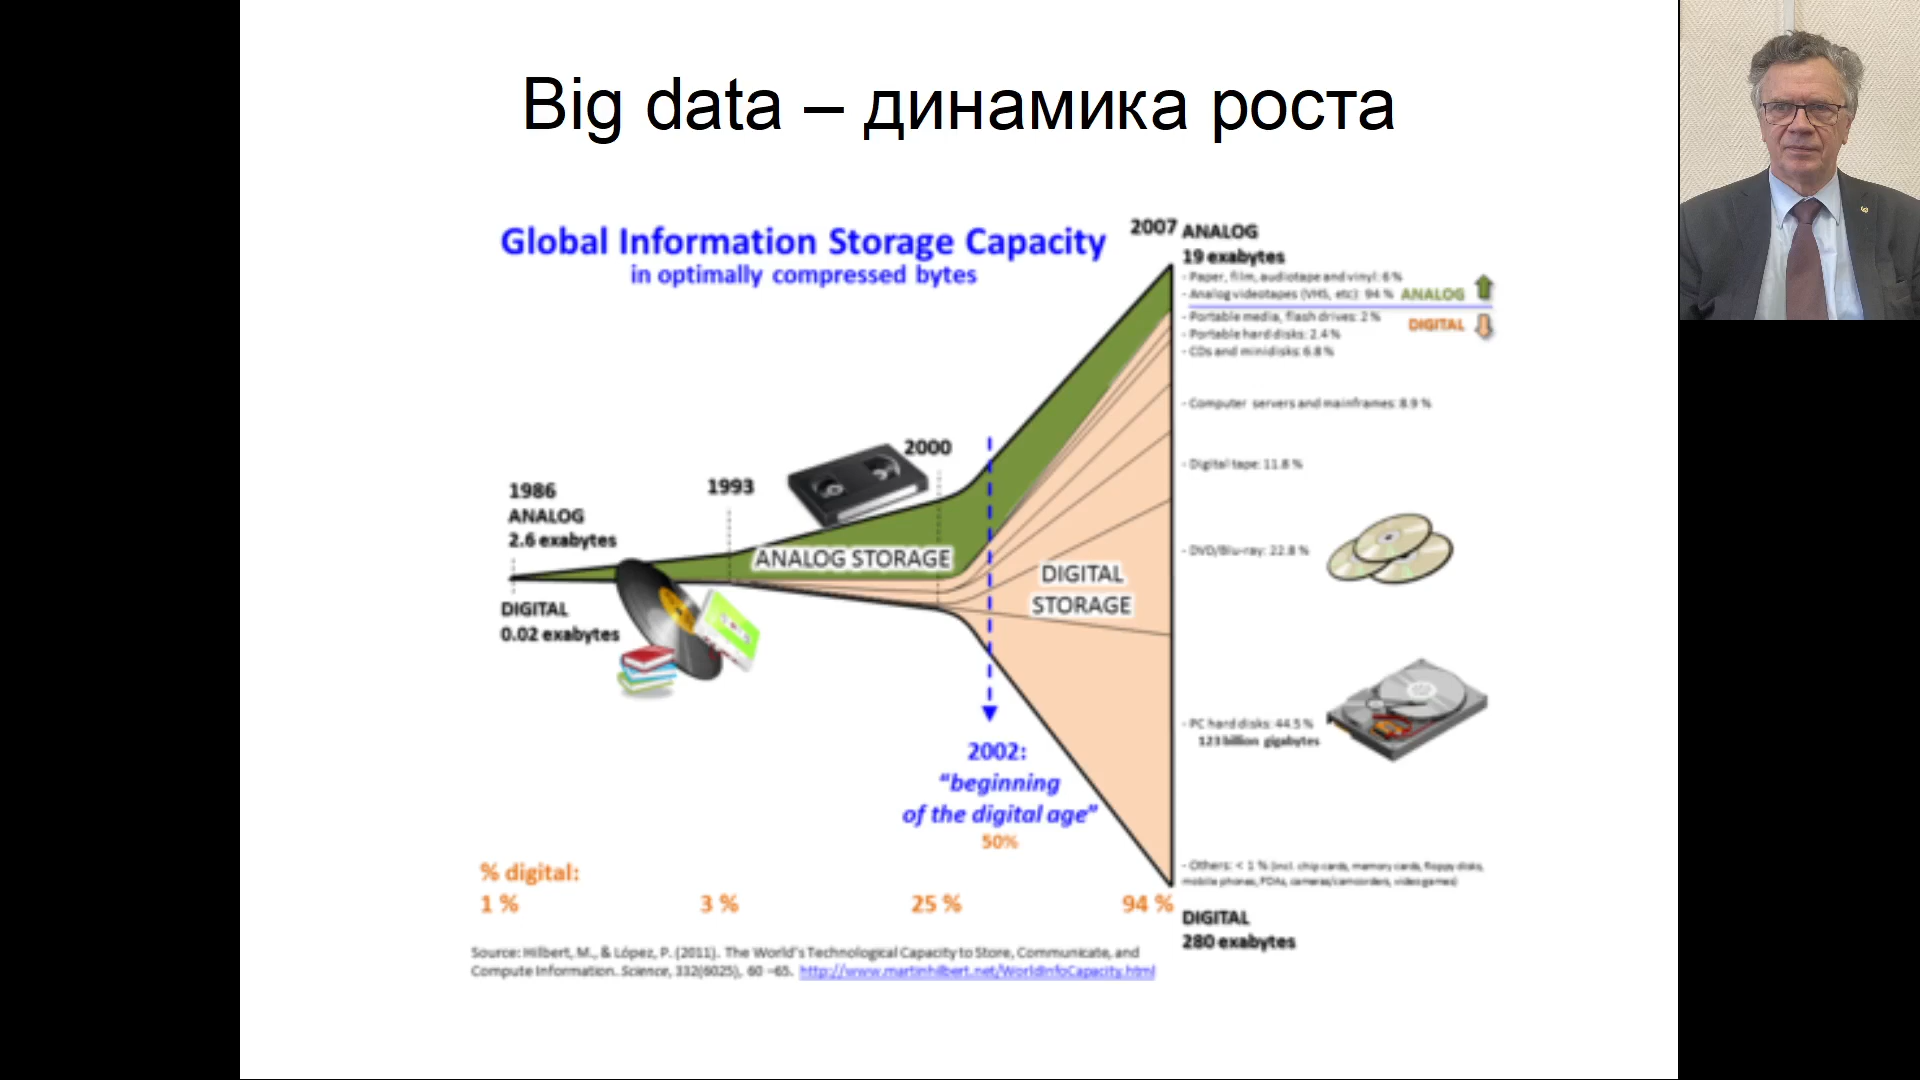 Big data – динамика роста
Global Information Storage Capacity
in optimally compressed bytes
2007
ANALOG
19 exabytes
- Paper, film, audiotape and vinyl: 6 %
- Analog videotapes (VHS, etc): 94 %
ANALOG
- Portable media, flash drives: 2 %
DIGITAL
- Portable hard disks: 2.4 %
- CDs and minidisks: 6.8 %
- Computer servers and mainframes: 8.9 %
- Digital tape: 11.8 %
- DVD/Blu-ray: 22.8 %
- PC hard disks: 44.5 %
123 billion gigabytes
- Others: < 1 % (incl. chip cards, memory cards, floppy disks,
mobile phones, PDAs, cameras/camcorders, video games)
DIGITAL
280 exabytes
2000
1993
1986
ANALOG
2.6 exabytes
ANALOG STORAGE
DIGITAL
STORAGE
DIGITAL
0.02 exabytes
2002:
“beginning
of the digital age”
50%
% digital:
1 %
3 %
25 %
94 %
Source: Hilbert, M., & López, P. (2011). The World’s Technological Capacity to Store, Communicate, and
Compute Information. Science, 332(6025), 60 –65. http://www.martinhilbert.net/WorldInfoCapacity.html